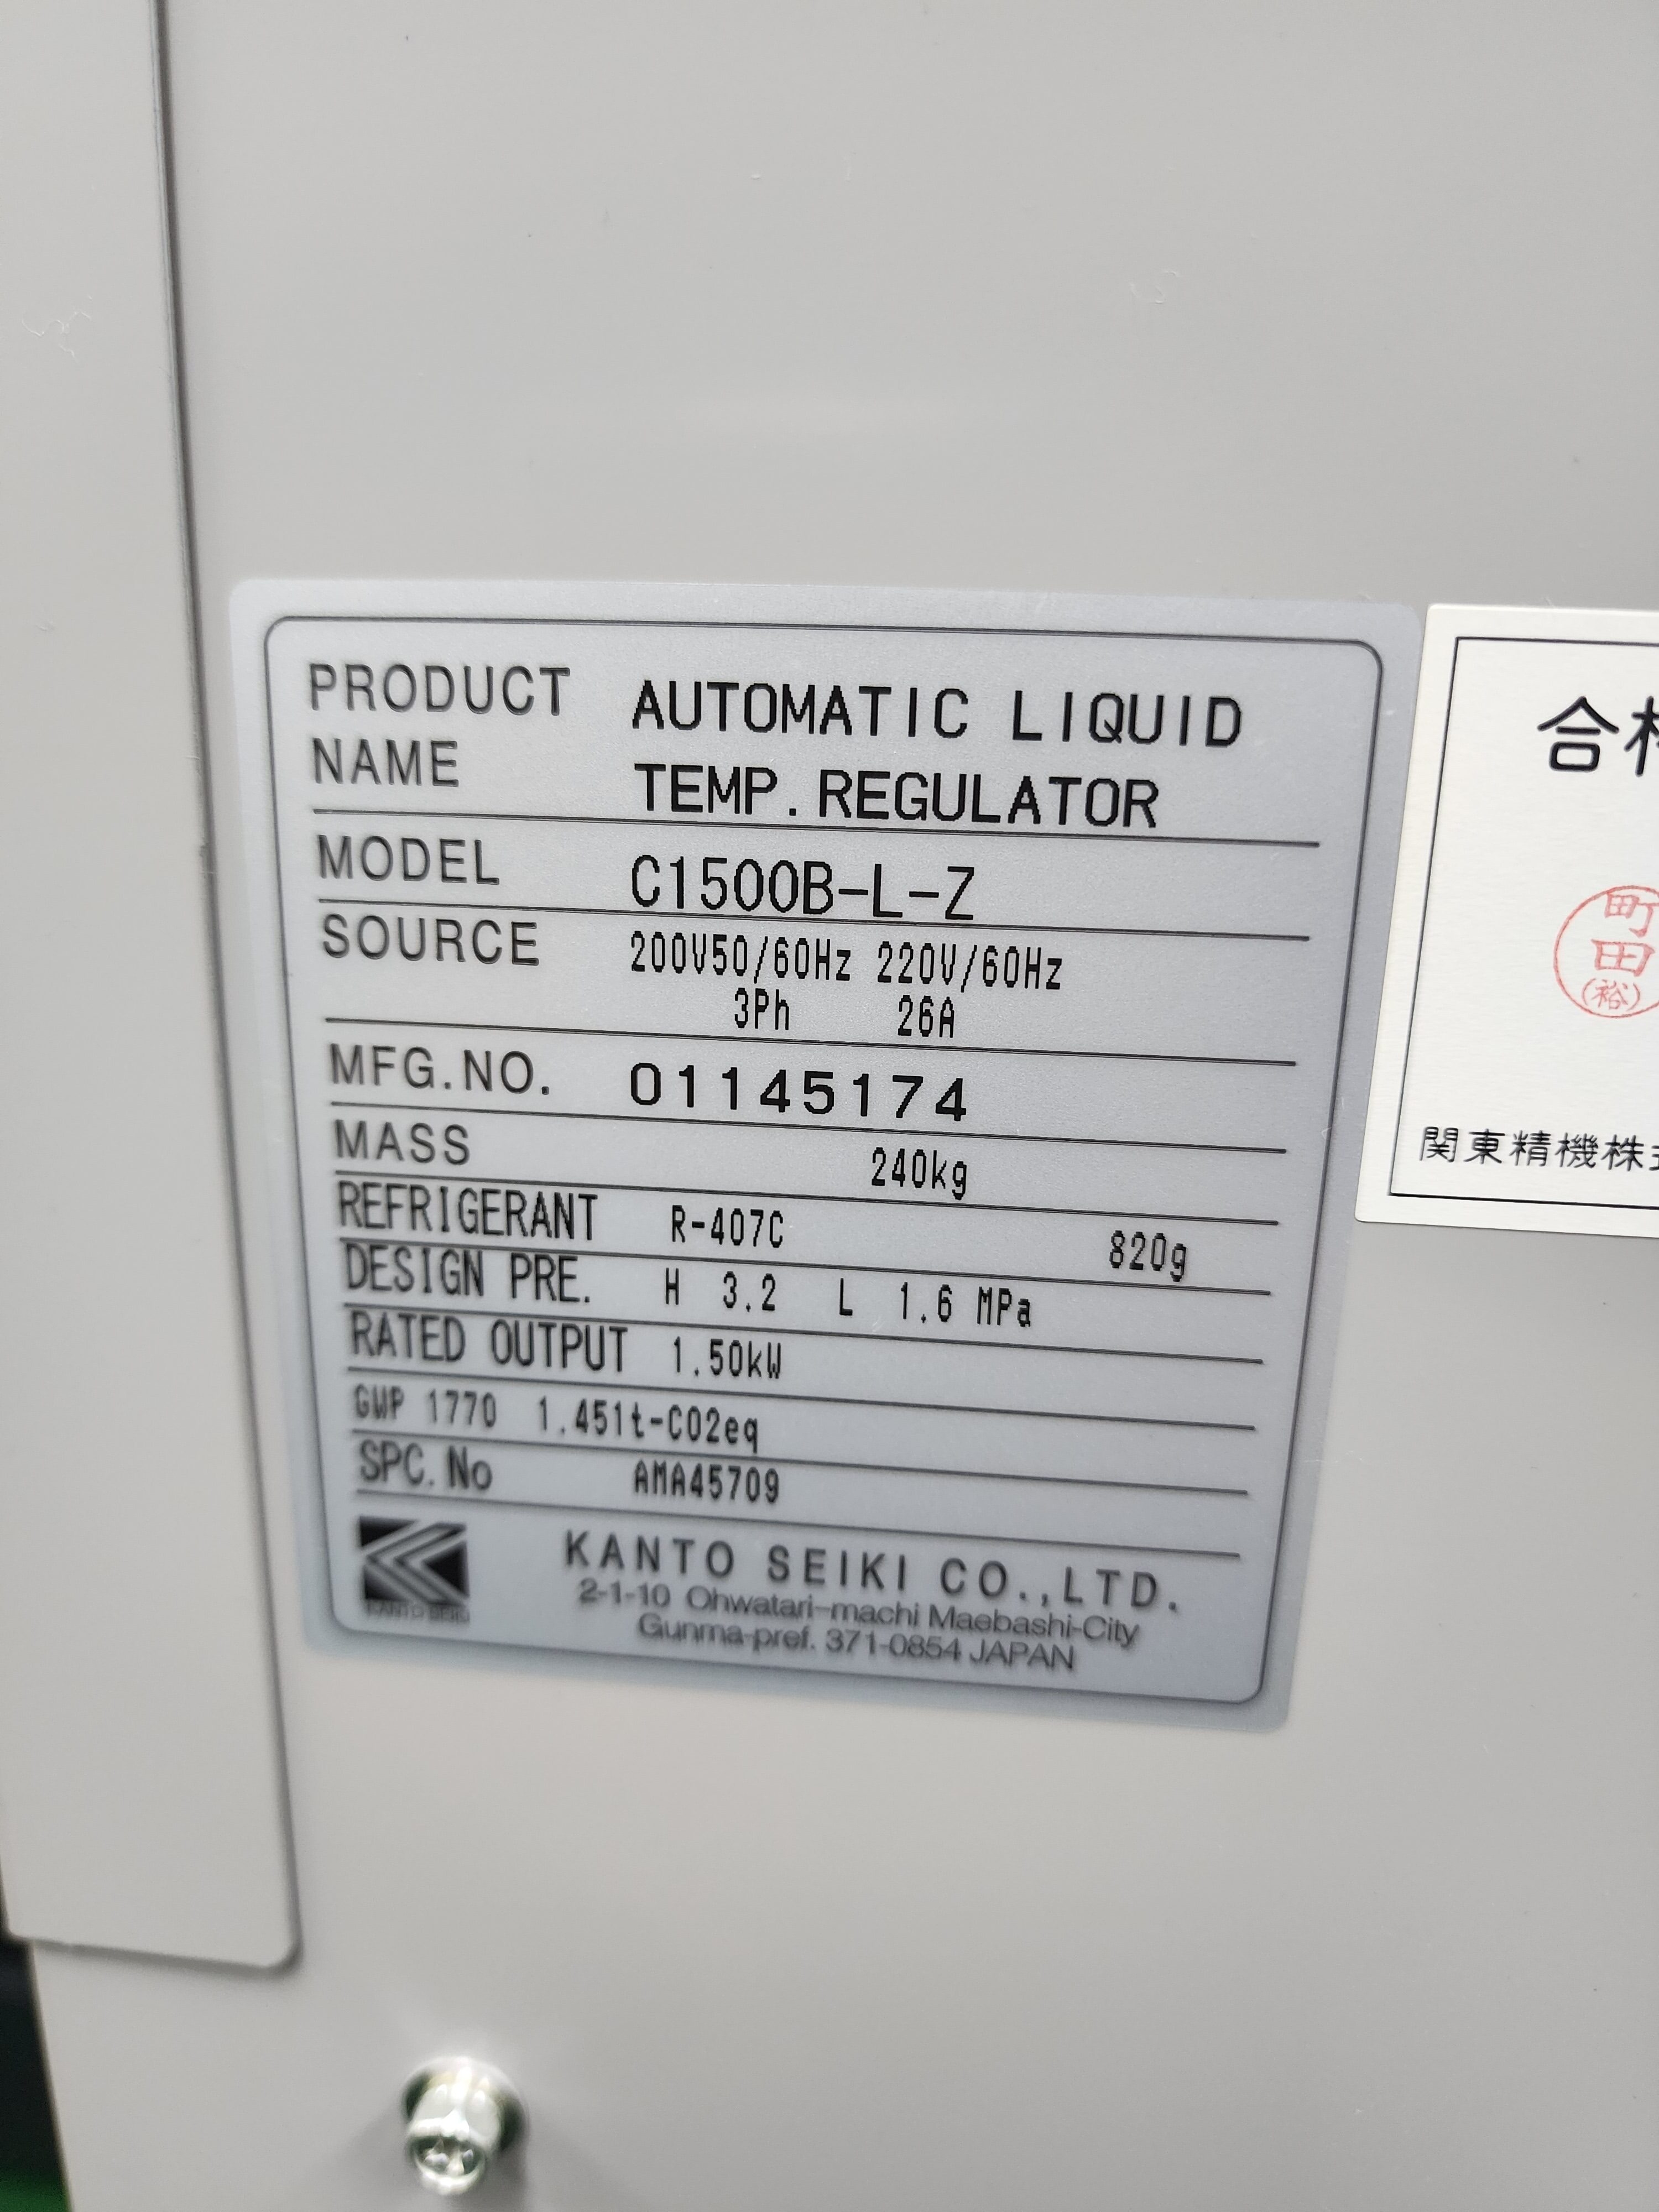 PRODUCT NAME AUTOMATIC LIQUID TEMP.REGULATOR
MODEL C1500B-L-Z
SOURCE 200V50/60Hz 220V/60Hz
3Ph 26A
MFG.NO. 01145174
MASS 240kg
REFRIGERANT R-407C 820g
DESIGN PRE. H 3.2 L 1.6 MPa
RATED OUTPUT 1.50kW
GWP 1770 1.451t-CO2eq
SPC.No AMA45709
KANTO SEIKI
KANTO SEIKI CO.,LTD.
2-1-10 Ohwatari-machi Maebashi-City
Gunma-pref. 371-0854 JAPAN
合
町田
(裕)
関東精機株